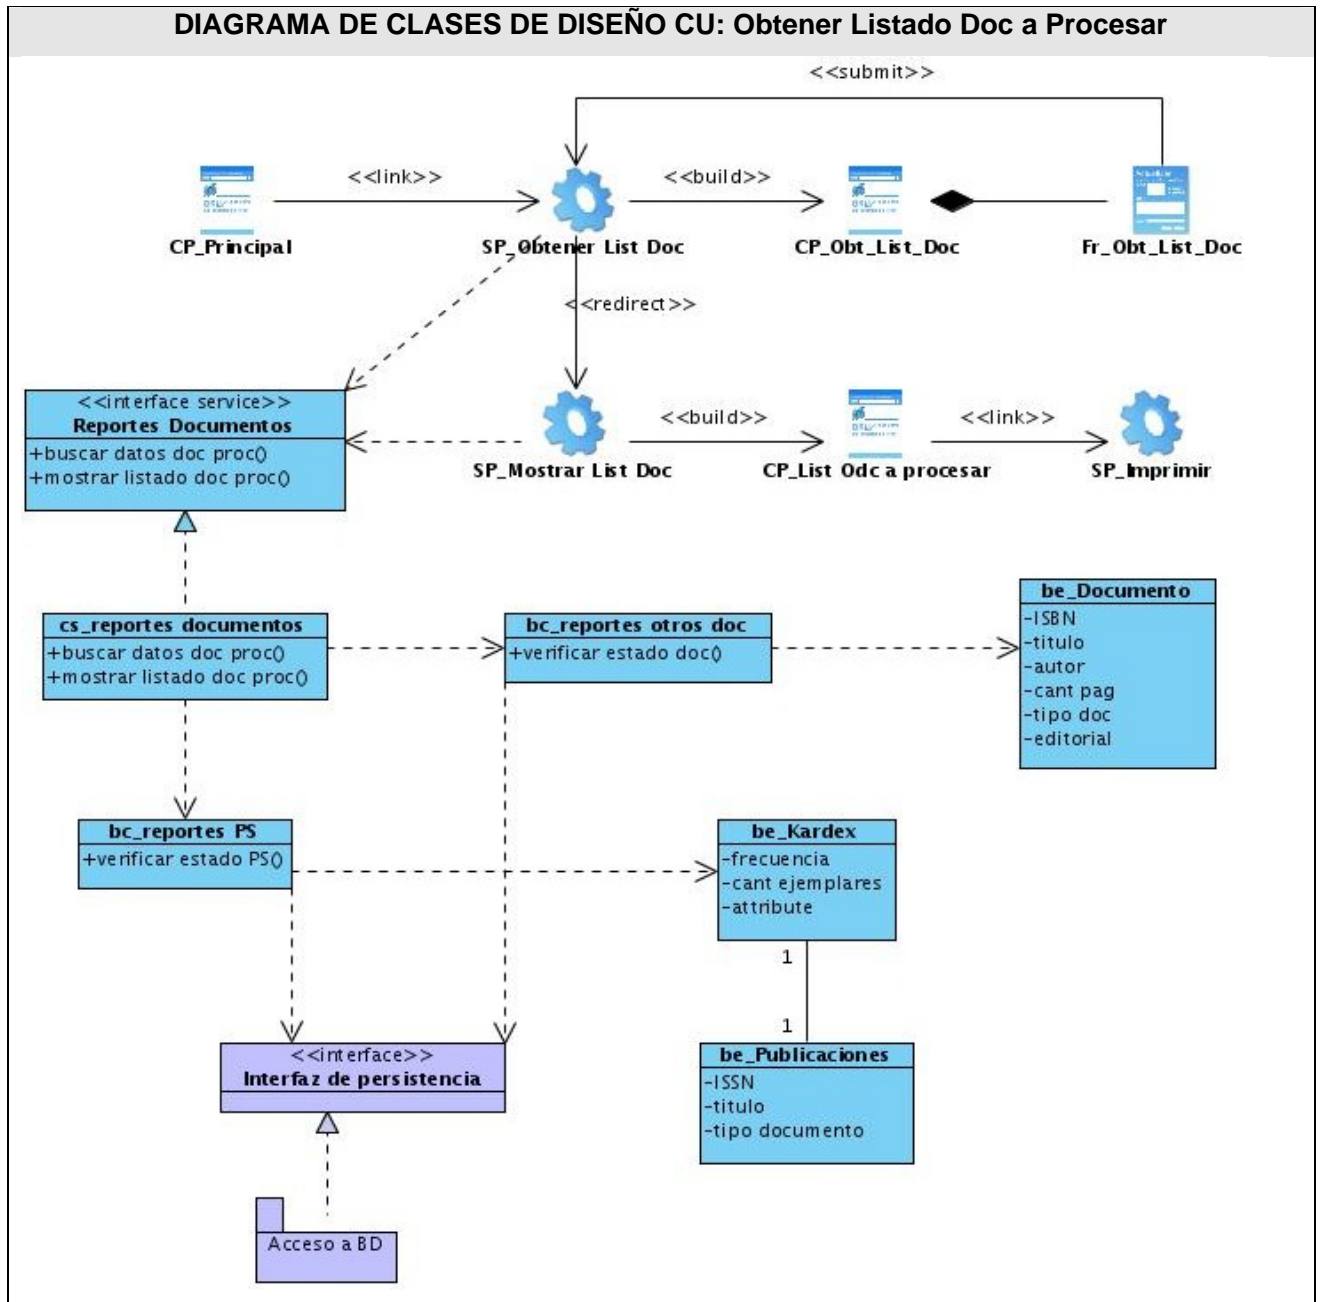 DIAGRAMA DE CLASES DE DISEÑO CU: Obtener Listado Doc a Procesar
<<submit>>
<<link>>
<<build>>
CP_Principal
SP_Obtener List Doc
CP_Obt_List_Doc
Fr_Obt_List_Doc
<<redirect>>
<<interface service>>
Reportes Documentos
+buscar datos doc proc()
+mostrar listado doc proc()
<<build>>
<<link>>
SP_Mostrar List Doc
CP_List Odc a procesar
SP_Imprimir
cs_reportes documentos
+buscar datos doc proc()
+mostrar listado doc proc()
bc_reportes otros doc
+verificar estado doc()
be_Documento
-ISBN
-titulo
-autor
-cant pag
-tipo doc
-editorial
bc_reportes PS
+verificar estado PS()
be_Kardex
-frecuencia
-cant ejemplares
-attribute
1
1
<<interface>>
Interfaz de persistencia
be_Publicaciones
-ISSN
-titulo
-tipo documento
Acceso a BD